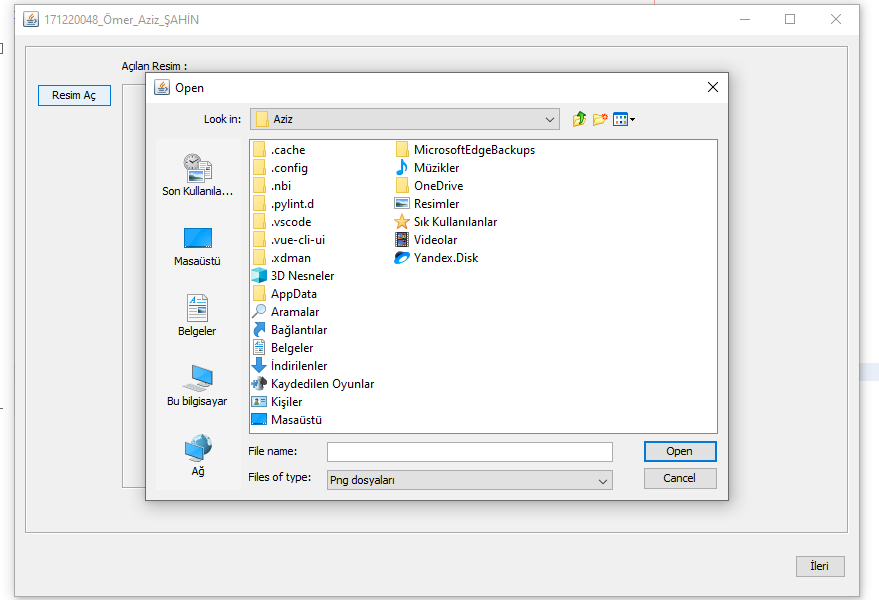 171220048_Ömer_Aziz_ŞAHİN
Açılan Resim :
Resim Aç
Open
Look in:
Aziz
Son Kullanıla...
Masaüstü
Belgeler
Bu bilgisayar
Ağ
.cache
.config
.nbi
.pylint.d
.vscode
.vue-cli-ui
.xdman
3D Nesneler
AppData
Aramalar
Bağlantılar
Belgeler
İndirilenler
Kaydedilen Oyunlar
Kişiler
Masaüstü
MicrosoftEdgeBackups
Müzikler
OneDrive
Resimler
Sık Kullanılanlar
Videolar
Yandex.Disk
File name:
Open
Files of type:
Png dosyaları
Cancel
İleri